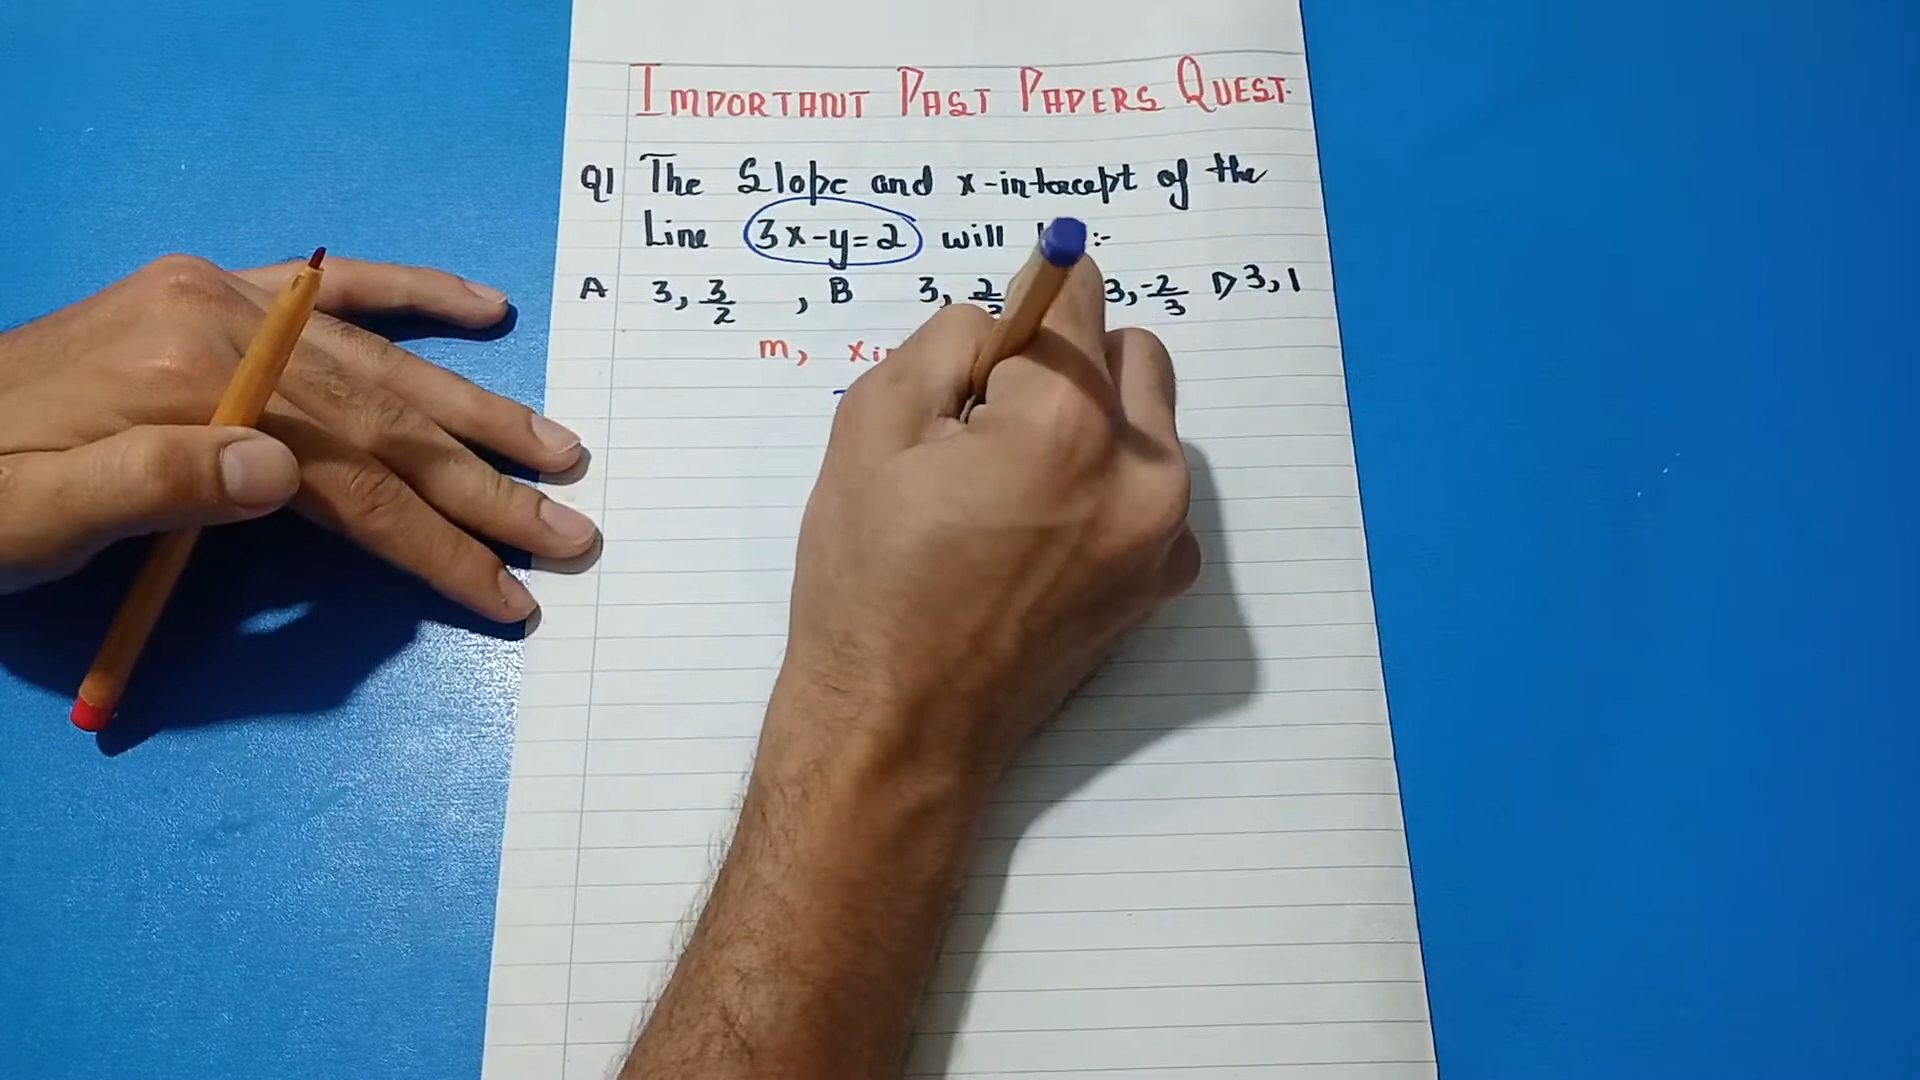 IMPORTANT PAST PAPERS QUEST.
Q1 The Slope and x-intercept of the
Line 3x-y=2 will :-
A 3, 3/2 , B 3, 3,-2/3 D 3,1
m,